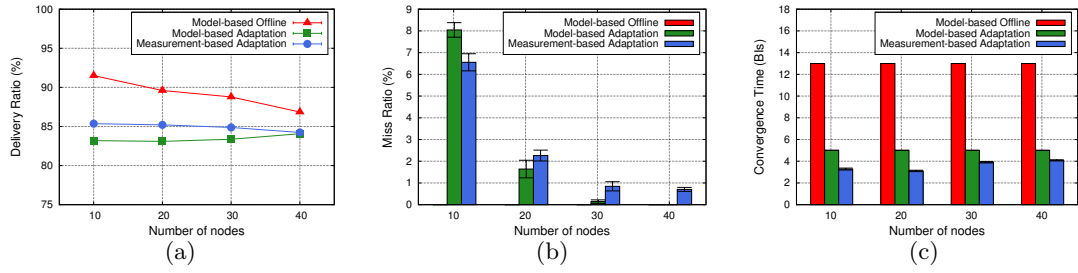 Model-based Offline
Model-based Adaptation
Measurement-based Adaptation
Delivery Ratio (%)
100
95
90
85
80
75
10 20 30 40
Number of nodes
(a)
Model-based Offline
Model-based Adaptation
Measurement-based Adaptation
Miss Ratio (%)
9
8
7
6
5
4
3
2
1
0
10 20 30 40
Number of nodes
(b)
Model-based Offline
Model-based Adaptation
Measurement-based Adaptation
Convergence Time (BIs)
18
16
14
12
10
8
6
4
2
0
10 20 30 40
Number of nodes
(c)